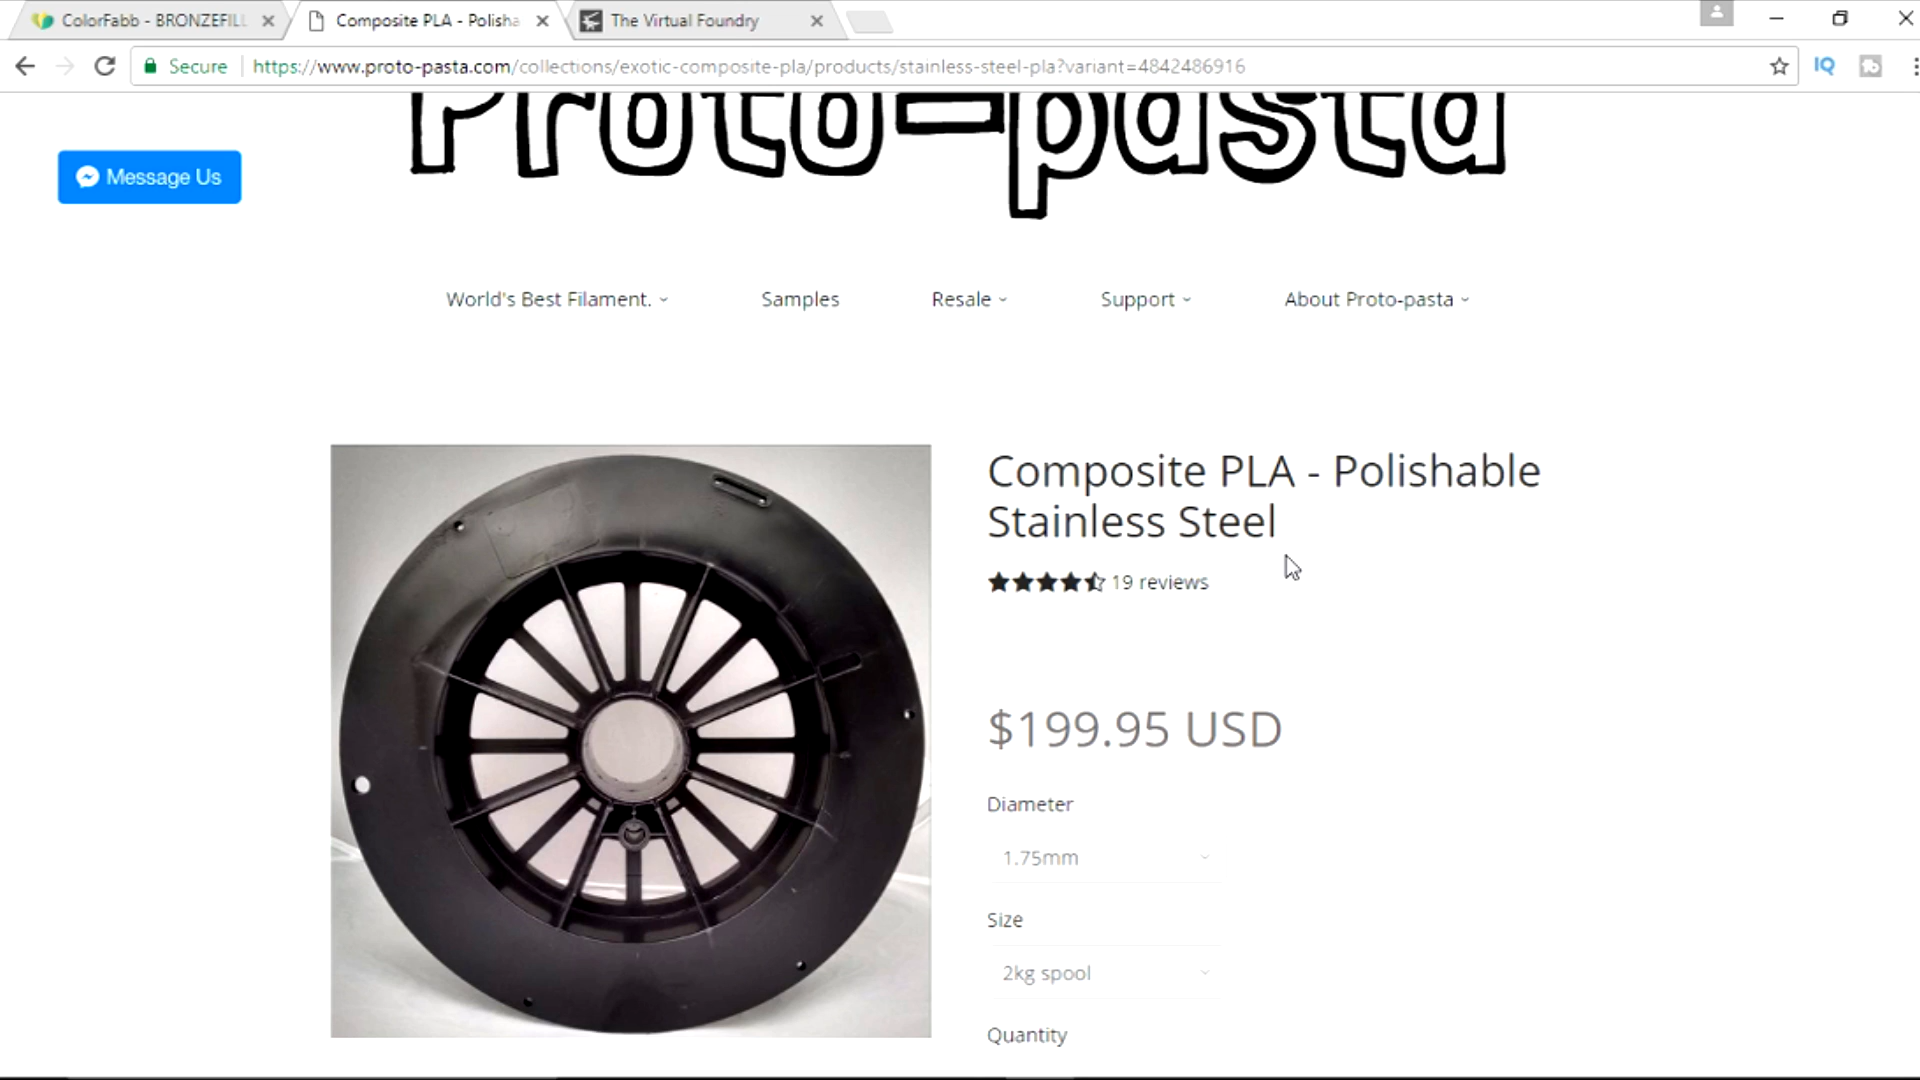 ColorFabb - BRONZEFILL
Composite PLA - Polisha
The Virtual Foundry
Secure
https://www.proto-pasta.com/collections/exotic-composite-pla/products/stainless-steel-pla?variant=4842486916
IQ
Proto-pasta
Message Us
World's Best Filament.
Samples
Resale
Support
About Proto-pasta
Composite PLA - Polishable
Stainless Steel
19 reviews
$199.95 USD
Diameter
1.75mm
Size
2kg spool
Quantity